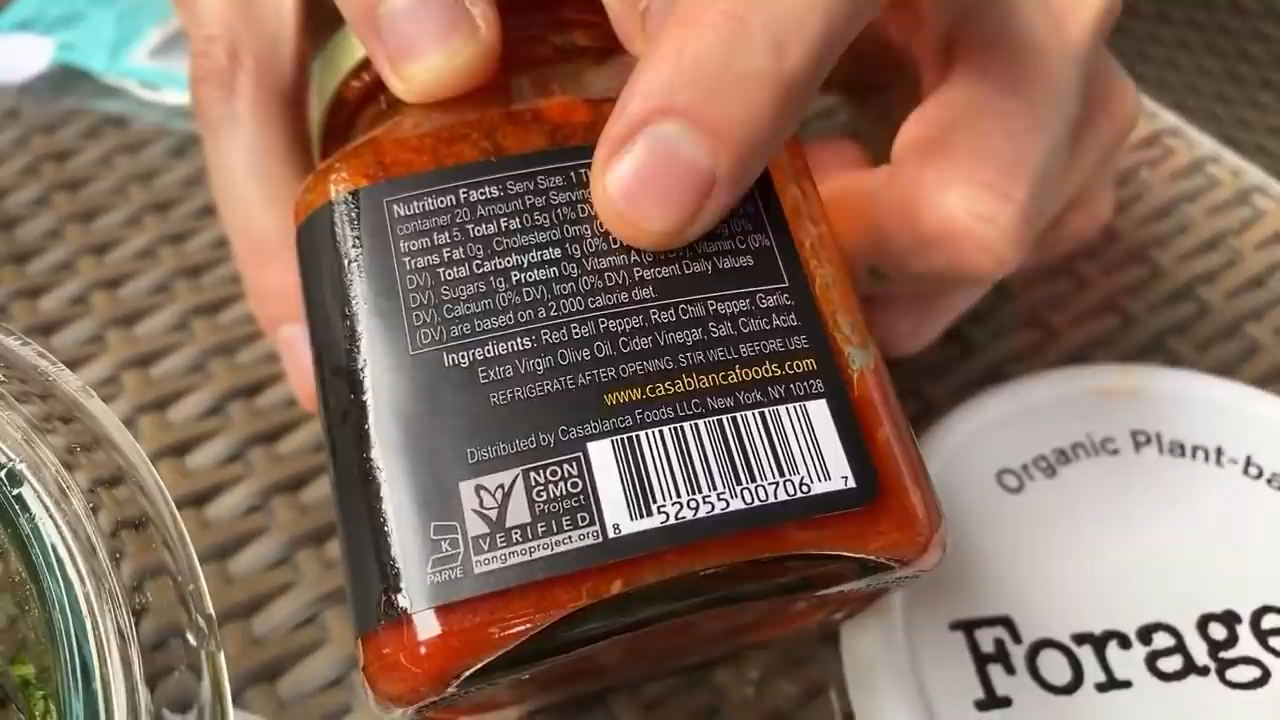 Nutrition Facts: Serv Size: 1
container 20. Amount Per Serving
from fat 5, Total Fat 0.5g (1% DV
Trans Fat 0g , Cholesterol 0mg (0% 
DV), Total Carbohydrate 1g (0% DV (0%
DV), Sugars 1g, Protein 0g, Vitamin A Vitamin C (0%
DV), Calcium (0% DV), Iron (0% DV), Percent Daily Values
(DV) are based on a 2,000 calorie diet.
Ingredients: Red Bell Pepper, Red Chili Pepper, Garlic,
Extra Virgin Olive Oil, Cider Vinegar, Salt, Citric Acid.
REFRIGERATE AFTER OPENING. STIR WELL BEFORE USE
www.casablancafoods.com
Distributed by Casablanca Foods LLC, New York, NY 10128
NON
GMO
Project
VERIFIED
nongmoproject.org
K
PARVE
8 52955 00706 7
Organic Plant-ba
Forage